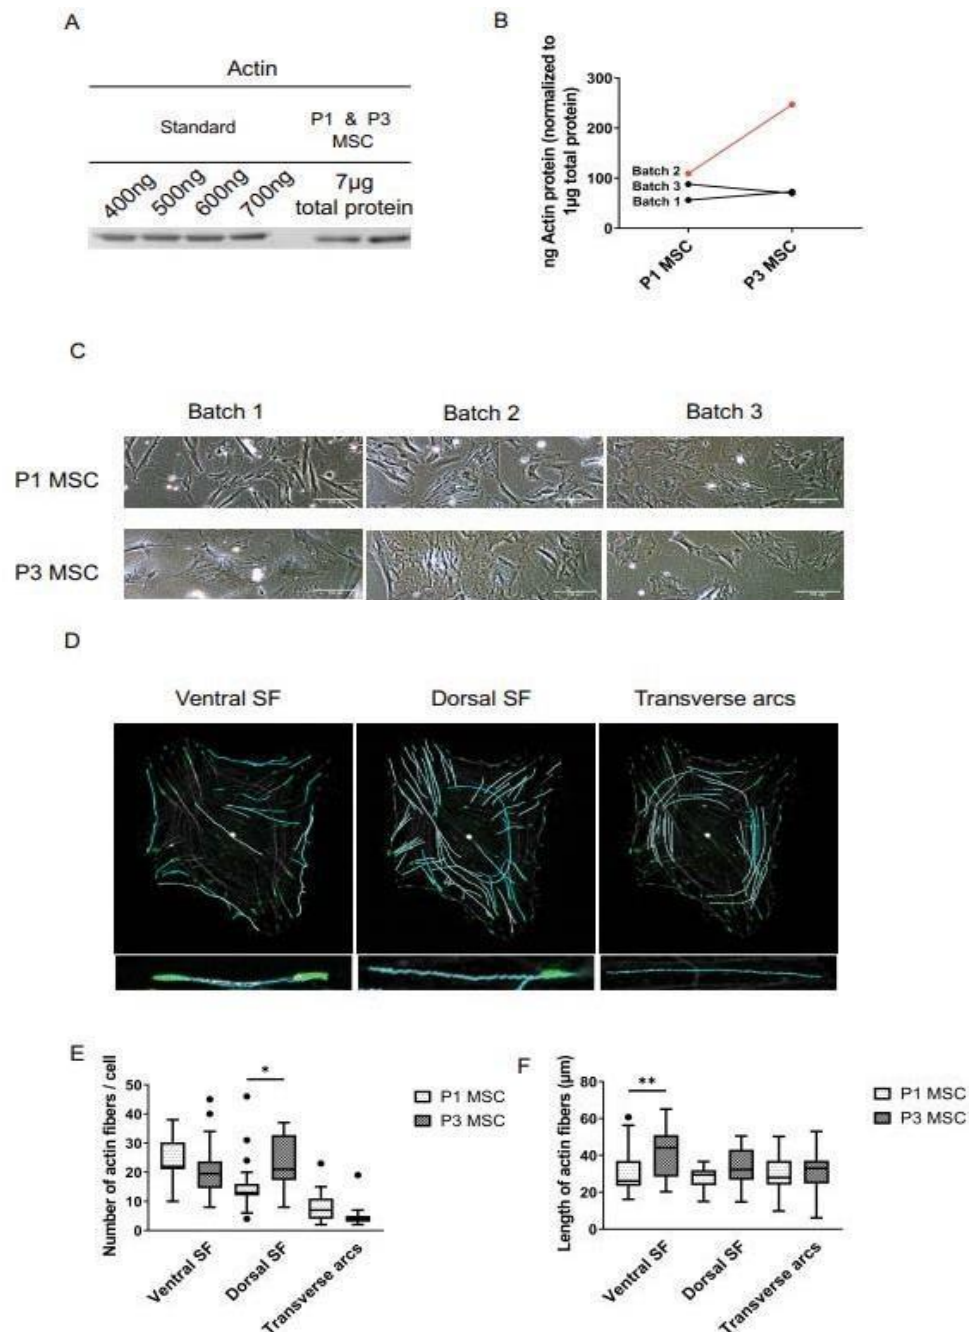 A
Actin
Standard
P1 & P3
MSC
400ng
500ng
600ng
700ng
7µg
total protein
B
ng Actin protein (normalized to
1µg total protein)
300
200
100
0
Batch 2
Batch 3
Batch 1
P1 MSC
P3 MSC
C
Batch 1
Batch 2
Batch 3
P1 MSC
P3 MSC
D
Ventral SF
Dorsal SF
Transverse arcs
E
Number of actin fibers / cell
50
40
30
20
10
0
*
P1 MSC
P3 MSC
Ventral SF
Dorsal SF
Transverse arcs
F
Length of actin fibers (µm)
80
60
40
20
0
**
P1 MSC
P3 MSC
Ventral SF
Dorsal SF
Transverse arcs